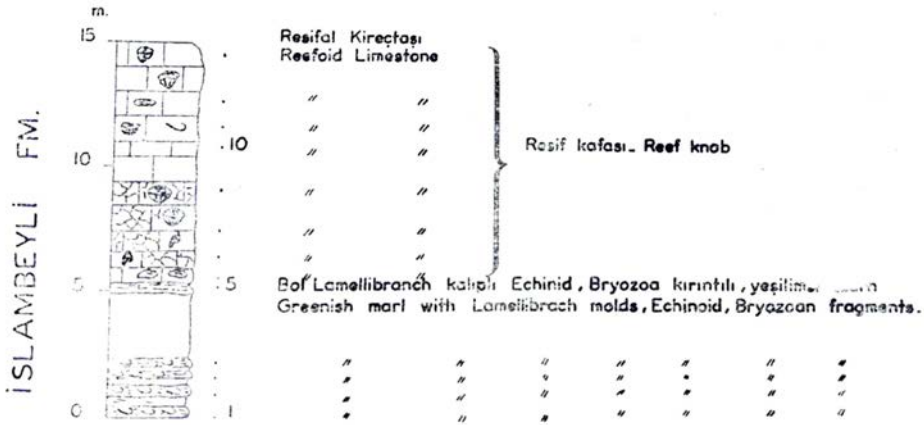 m.
15
Resifal Kireçtaşı
Reefoid Limestone
" "
" "
.10
" "
10
Resif kafası_ Reef knob
" "
" "
" "
" "
5
.5
Bol Lamellibranch kalıplı Echinid, Bryozoa kırıntılı, yeşilimsi
Greenish marl with Lamellibrach molds, Echinoid, Bryozoan fragments.
" " " " " " "
" " " " " " "
" " " " " " "
0
.1
" " " " " " "
İSLAMBEYLİ FM.